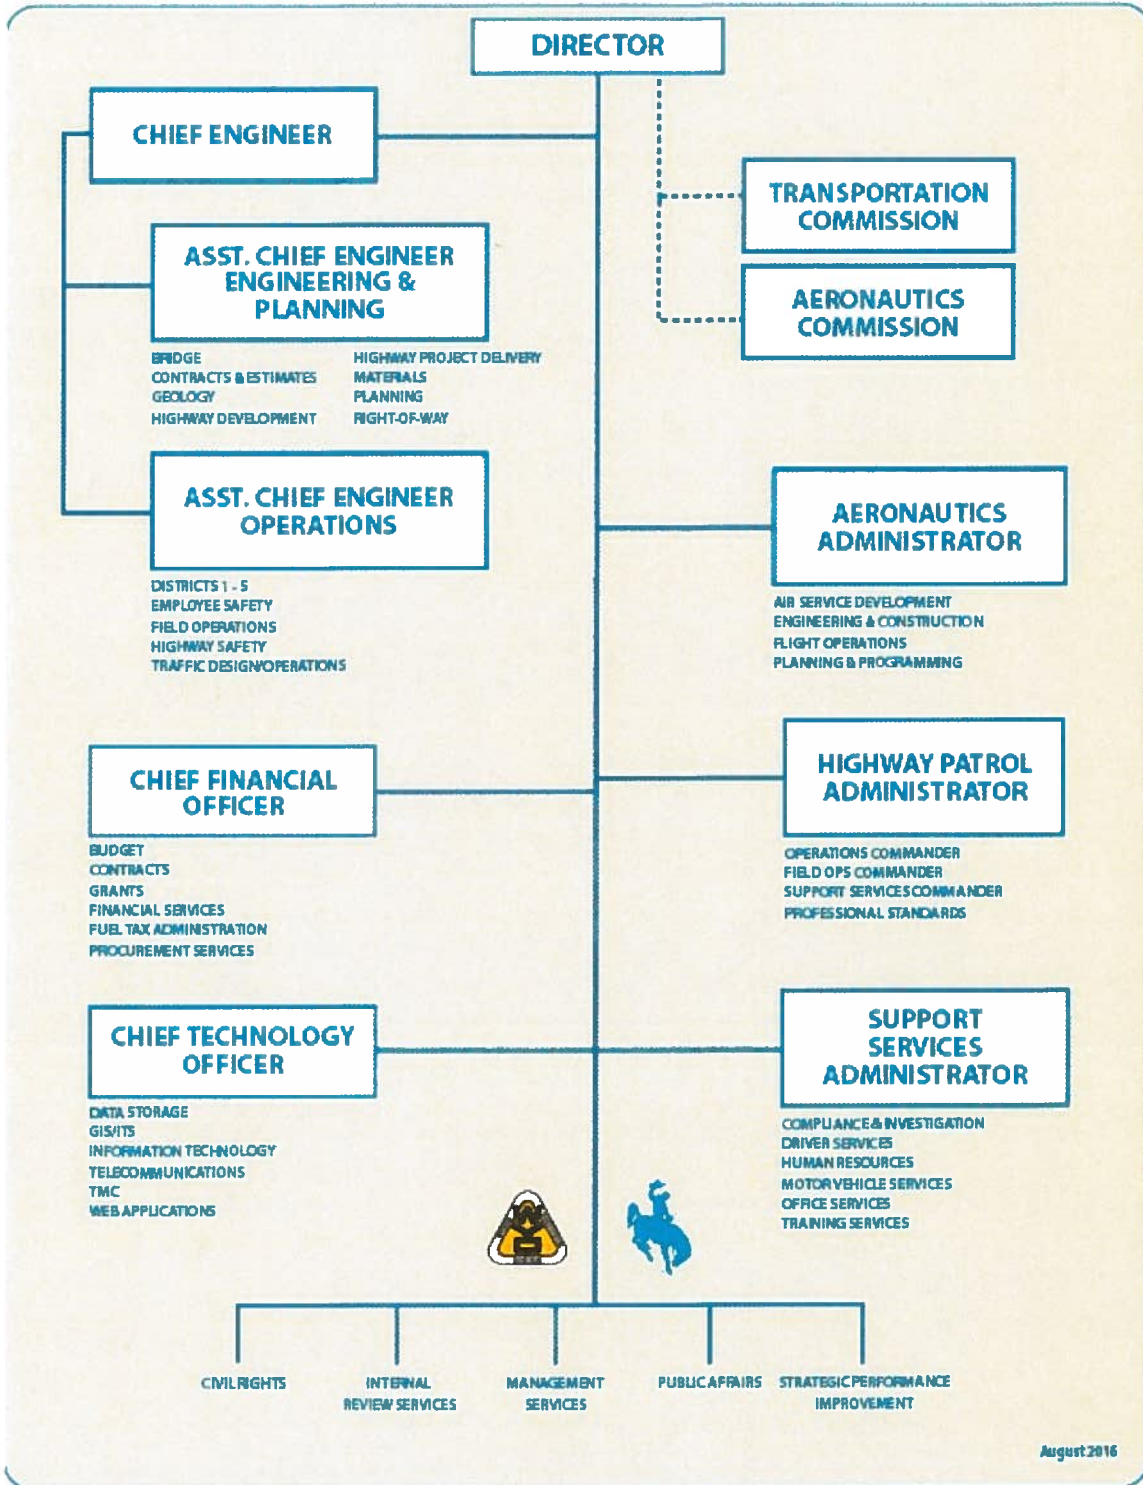 DIRECTOR
CHIEF ENGINEER
TRANSPORTATION
COMMISSION
ASST. CHIEF ENGINEER
ENGINEERING &
PLANNING
AERONAUTICS
COMMISSION
BRIDGE
CONTRACTS & ESTIMATES
GEOLOGY
HIGHWAY DEVELOPMENT
HIGHWAY PROJECT DELIVERY
MATERIALS
PLANNING
RIGHT-OF-WAY
ASST. CHIEF ENGINEER
OPERATIONS
DISTRICTS 1 - 5
EMPLOYEE SAFETY
FIELD OPERATIONS
HIGHWAY SAFETY
TRAFFIC DESIGN/OPERATIONS
AERONAUTICS
ADMINISTRATOR
AIR SERVICE DEVELOPMENT
ENGINEERING & CONSTRUCTION
FLIGHT OPERATIONS
PLANNING & PROGRAMMING
CHIEF FINANCIAL
OFFICER
BUDGET
CONTRACTS
GRANTS
FINANCIAL SERVICES
FUEL TAX ADMINISTRATION
PROCUREMENT SERVICES
HIGHWAY PATROL
ADMINISTRATOR
OPERATIONS COMMANDER
FIELD OPS COMMANDER
SUPPORT SERVICES COMMANDER
PROFESSIONAL STANDARDS
CHIEF TECHNOLOGY
OFFICER
DATA STORAGE
GIS/ITS
INFORMATION TECHNOLOGY
TELECOMMUNICATIONS
TMC
WEB APPLICATIONS
SUPPORT
SERVICES
ADMINISTRATOR
COMPLIANCE & INVESTIGATION
DRIVER SERVICES
HUMAN RESOURCES
MOTOR VEHICLE SERVICES
OFFICE SERVICES
TRAINING SERVICES
CIVIL RIGHTS
INTERNAL
REVIEW SERVICES
MANAGEMENT
SERVICES
PUBLIC AFFAIRS
STRATEGIC PERFORMANCE
IMPROVEMENT
August 2016